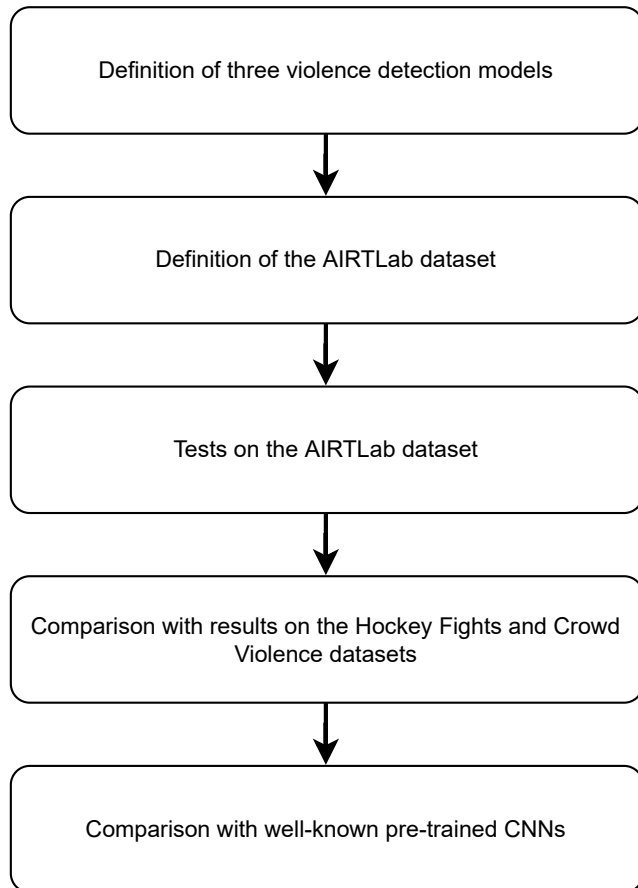 Definition of three violence detection models
Definition of the AIRTLab dataset
Tests on the AIRTLab dataset
Comparison with results on the Hockey Fights and Crowd
Violence datasets
Comparison with well-known pre-trained CNNs